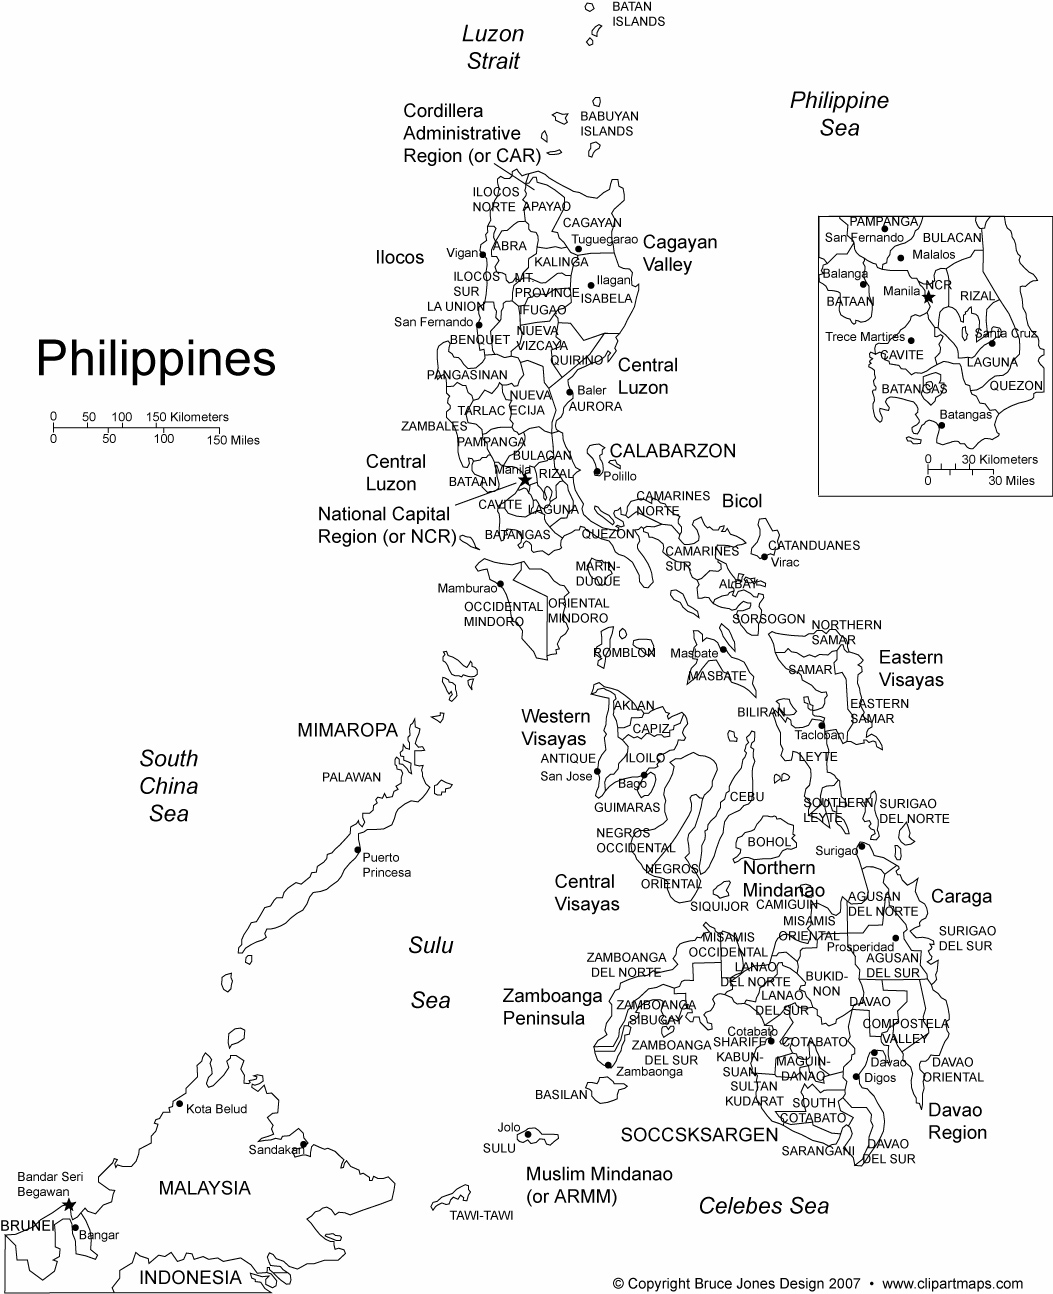 BATAN
ISLANDS
Luzon
Strait
Philippine
Sea
Cordillera
Administrative
Region (or CAR)
BABUYAN
ISLANDS
ILOCOS
NORTE
APAYAO
CAGAYAN
Tuguegarao
Cagayan
Valley
Ilocos
Vigan
ABRA
KALINGA
ILOCOS
SUR
MT.
PROVINCE
Ilagan
ISABELA
LA UNION
IFUGAO
San Fernando
BENQUET
NUEVA
VIZCAYA
QUIRINO
Philippines
0 50 100 150 Kilometers
0 50 100 150 Miles
Central
Luzon
PANGASINAN
Baler
AURORA
NUEVA
ECIJA
TARLAC
ZAMBALES
PAMPANGA
BULACAN
CALABARZON
Central
Luzon
Manila
RIZAL
BATAAN
Polillo
National Capital
Region (or NCR)
CAVITE
LAGUNA
CAMARINES
NORTE
Bicol
BATANGAS
QUEZON
CAMARINES
SUR
CATANDUANES
Virac
PAMPANGA
San Fernando
BULACAN
Malalos
Balanga
Manila
NCR
BATAAN
RIZAL
Trece Martires
Santa Cruz
CAVITE
LAGUNA
BATANGAS
QUEZON
Batangas
0 30 Kilometers
0 30 Miles
MARIN-
DUQUE
ALBAY
Mamburao
OCCIDENTAL
MINDORO
ORIENTAL
MINDORO
SORSOGON
NORTHERN
SAMAR
ROMBLON
Masbate
MASBATE
SAMAR
Eastern
Visayas
EASTERN
SAMAR
BILIRAN
Tacloban
LEYTE
MIMAROPA
Western
Visayas
AKLAN
CAPIZ
ANTIQUE
San Jose
ILOILO
Bago
GUIMARAS
South
China
Sea
PALAWAN
CEBU
SOUTHERN
LEYTE
SURIGAO
DEL NORTE
NEGROS
OCCIDENTAL
BOHOL
Surigao
Puerto
Princesa
NEGROS
ORIENTAL
Central
Visayas
Northern
Mindanao
SIQUIJOR
CAMIGUIN
AGUSAN
DEL NORTE
Caraga
MISAMIS
ORIENTAL
Prosperidad
SURIGAO
DEL SUR
Sulu
Sea
MISAMIS
OCCIDENTAL
ZAMBOANGA
DEL NORTE
LANAO
DEL NORTE
AGUSAN
DEL SUR
BUKID-
NON
Zamboanga
Peninsula
ZAMBOANGA
SIBUGAY
LANAO
DEL SUR
DAVAO
COMPOSTELA
VALLEY
Cotabato
ZAMBOANGA
DEL SUR
SHARIFF
KABUN-
SUAN
COTABATO
MAGUIN-
DANAO
Davao
Digos
DAVAO
ORIENTAL
Zambaonga
BASILAN
SULTAN
KUDARAT
SOUTH
COTABATO
Davao
Region
SOCCSKSARGEN
SARANGANI
DAVAO
DEL SUR
Jolo
SULU
Muslim Mindanao
(or ARMM)
TAWI-TAWI
Celebes Sea
Kota Belud
Sandakan
Bandar Seri
Begawan
MALAYSIA
BRUNEI
Bangar
INDONESIA
© Copyright Bruce Jones Design 2007 • www.clipartmaps.com